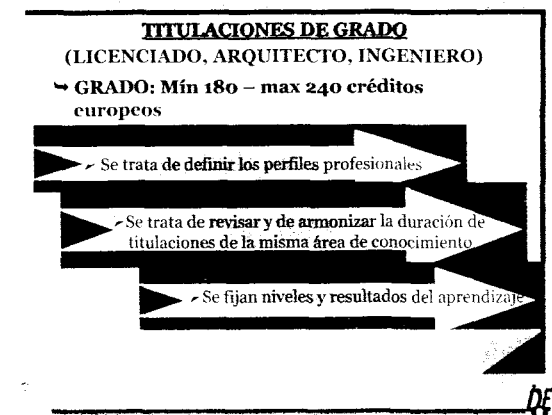 TITULACIONES DE GRADO
(LICENCIADO, ARQUITECTO, INGENIERO)
➥ GRADO: Mín 180 – max 240 créditos
europeos
Se trata de definir los perfiles profesionales
Se trata de revisar y de armonizar la duración de
titulaciones de la misma área de conocimiento
Se fijan niveles y resultados del aprendizaje
DE